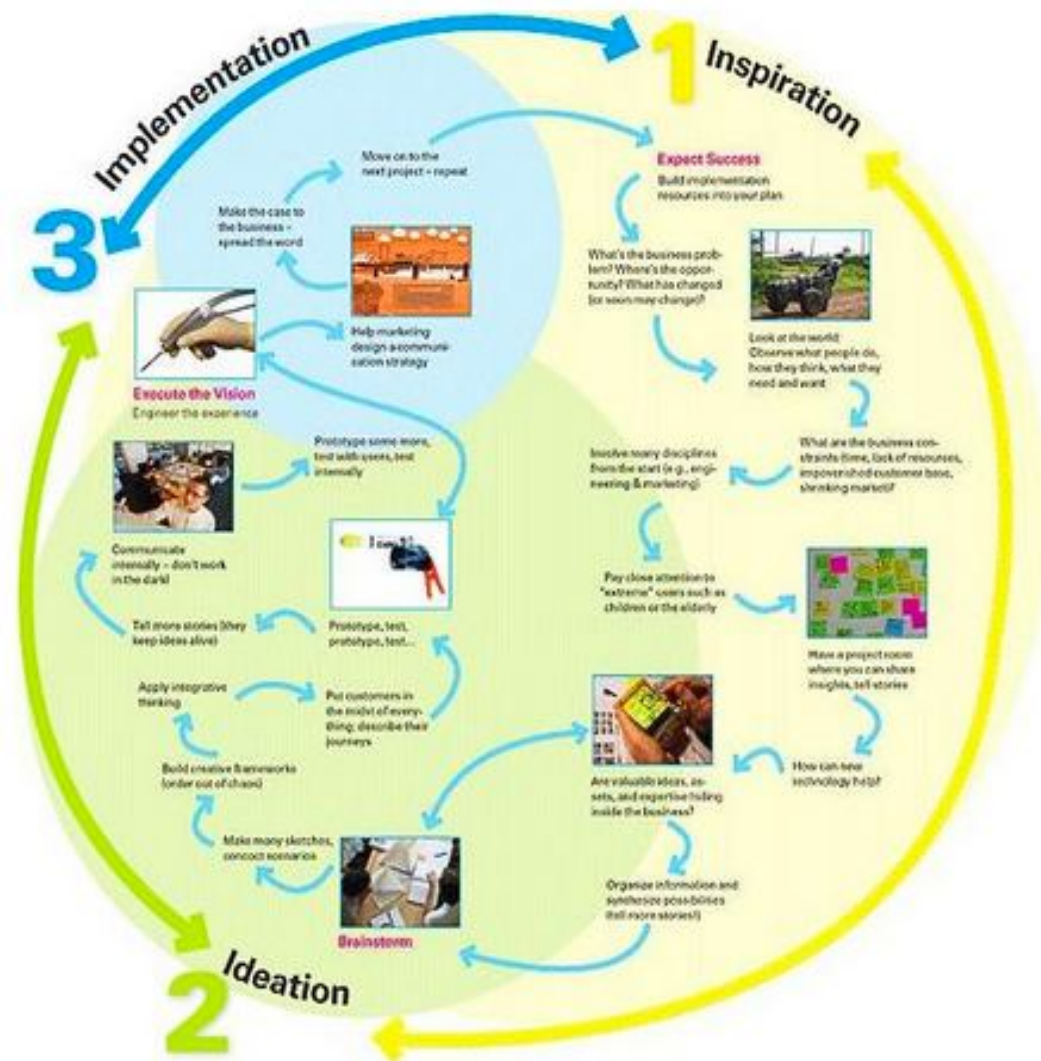 1
Inspiration
Expect Success
Build implementation
resources into your plan
What's the business prob-
lem? Where's the oppor-
tunity? What has changed
(or soon may change)?
Look at the world:
Observe what people do,
how they think, what they
need and want
What are the business con-
straints (time, lack of resources,
impoverished customer base,
shrinking market)?
Involve many disciplines
from the start (e.g., engi-
neering & marketing)
Pay close attention to
"extreme" users such as
children or the elderly
Have a project room
where you can share
insights, tell stories
How can new
technology help?
Are valuable ideas, as-
sets, and expertise hiding
inside the business?
Organize information and
synthesize possibilities
(tell more stories!)
2
Ideation
Brainstorm
Make many sketches,
concoct scenarios
Build creative frameworks
(order out of chaos)
Apply integrative
thinking
Put customers in
the midst of every-
thing; describe their
journeys
Prototype, test,
prototype, test...
Tell more stories (they
keep ideas alive)
Communicate
internally – don't work
in the dark!
Prototype some more,
test with users, test
internally
3
Implementation
Execute the Vision
Engineer the experience
Help marketing
design a communi-
cation strategy
Make the case to
the business –
spread the word
Move on to the
next project – repeat